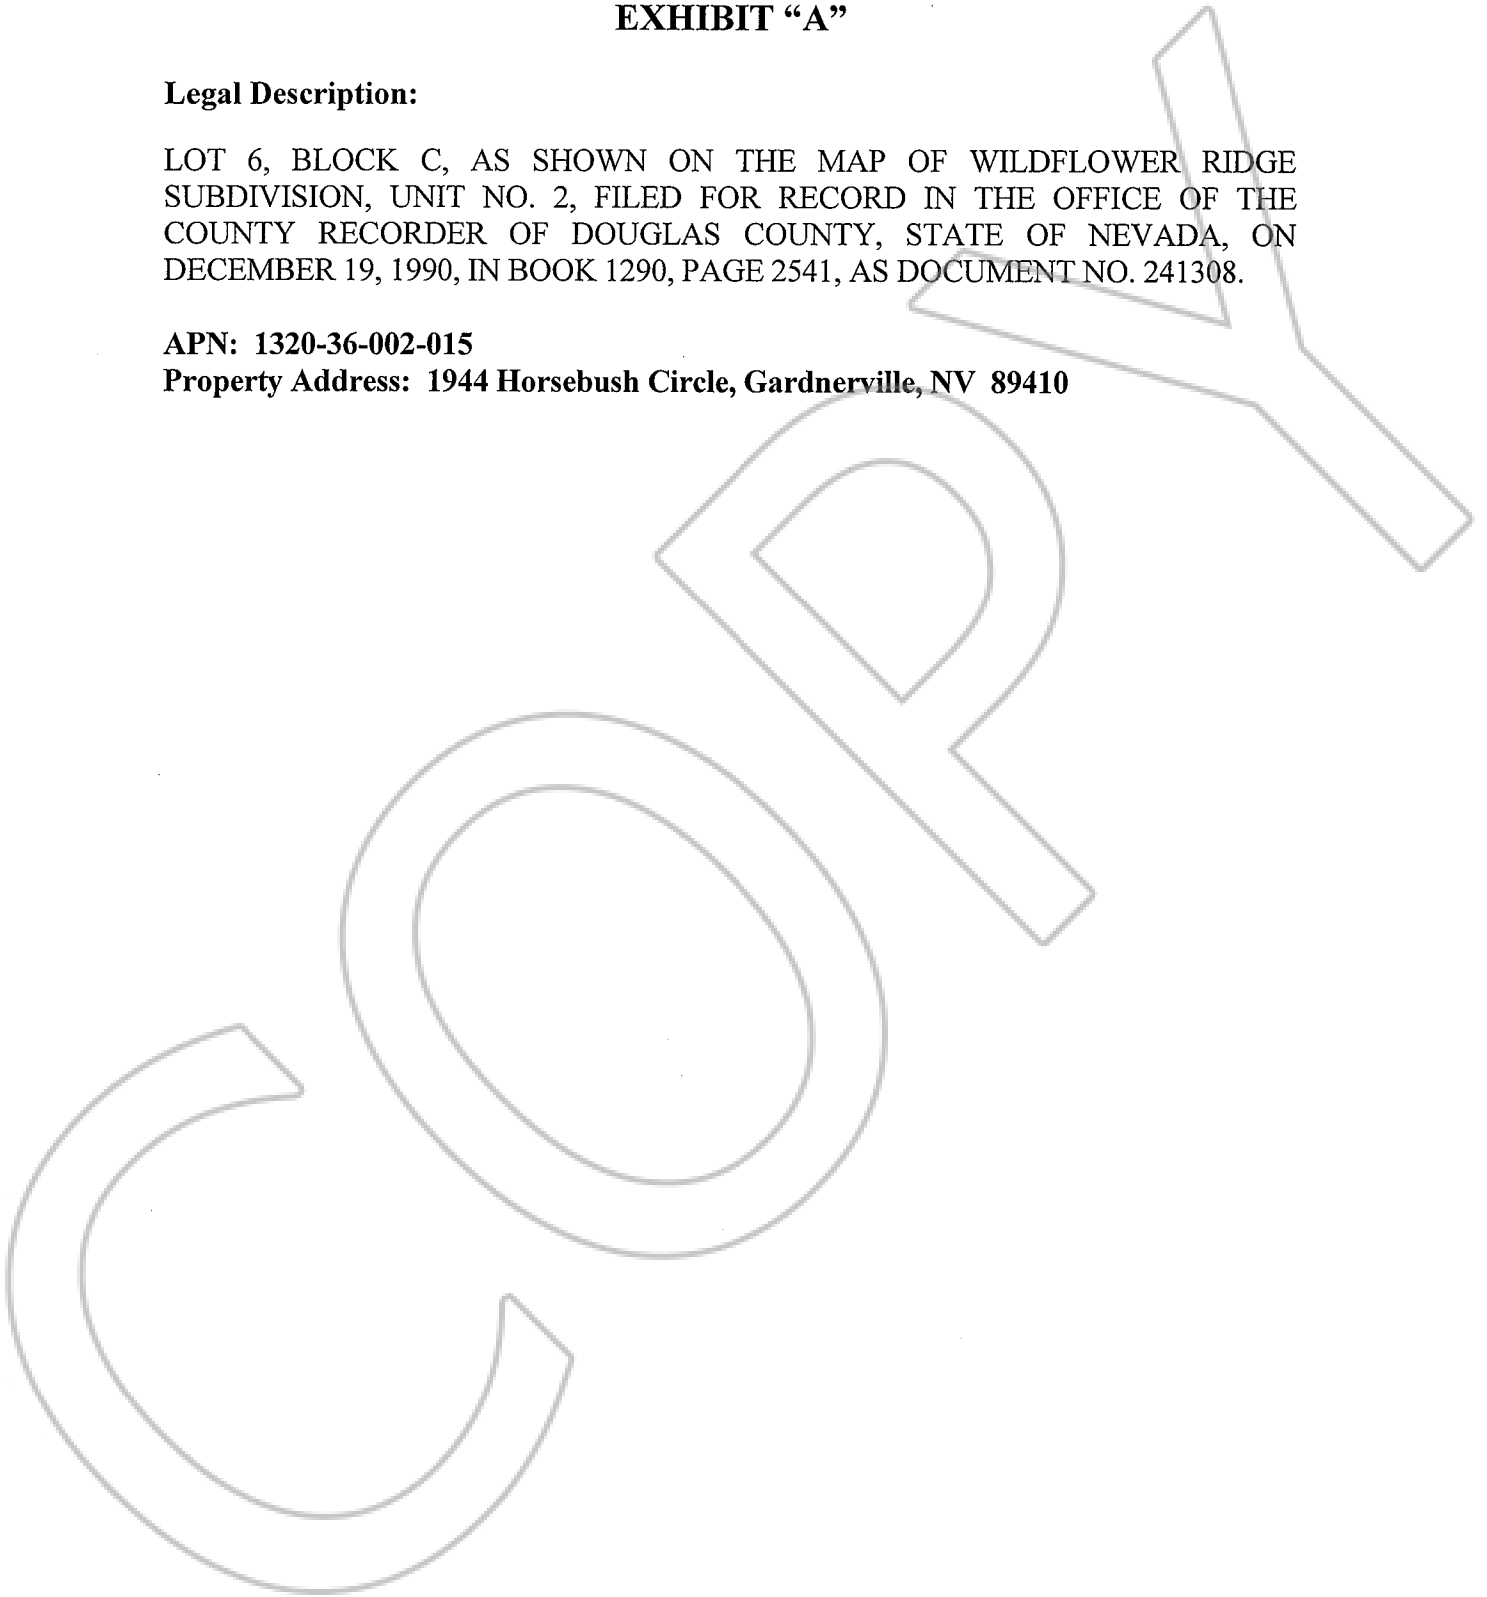 EXHIBIT “A”
Legal Description:
LOT 6, BLOCK C, AS SHOWN ON THE MAP OF WILDFLOWER RIDGE
SUBDIVISION, UNIT NO. 2, FILED FOR RECORD IN THE OFFICE OF THE
COUNTY RECORDER OF DOUGLAS COUNTY, STATE OF NEVADA, ON
DECEMBER 19, 1990, IN BOOK 1290, PAGE 2541, AS DOCUMENT NO. 241308.
APN: 1320-36-002-015
Property Address: 1944 Horsebush Circle, Gardnerville, NV 89410
COPY